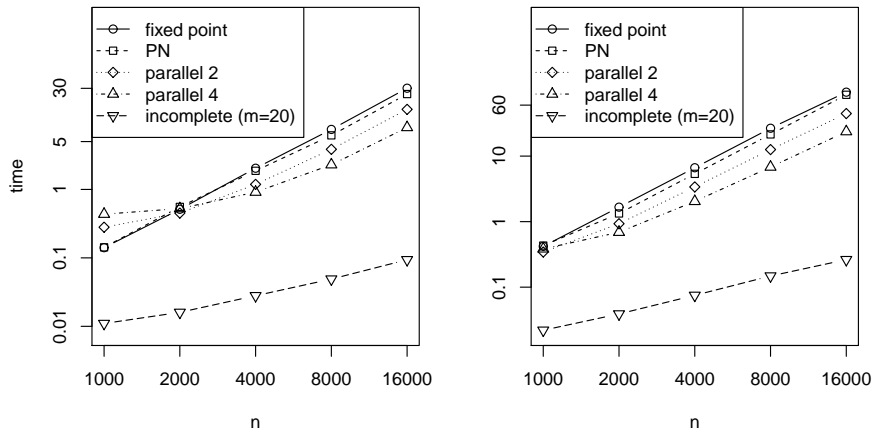 fixed point
PN
parallel 2
parallel 4
incomplete (m=20)
30
5
1
0.1
0.01
time
1000
2000
4000
8000
16000
n
fixed point
PN
parallel 2
parallel 4
incomplete (m=20)
60
10
1
0.1
1000
2000
4000
8000
16000
n